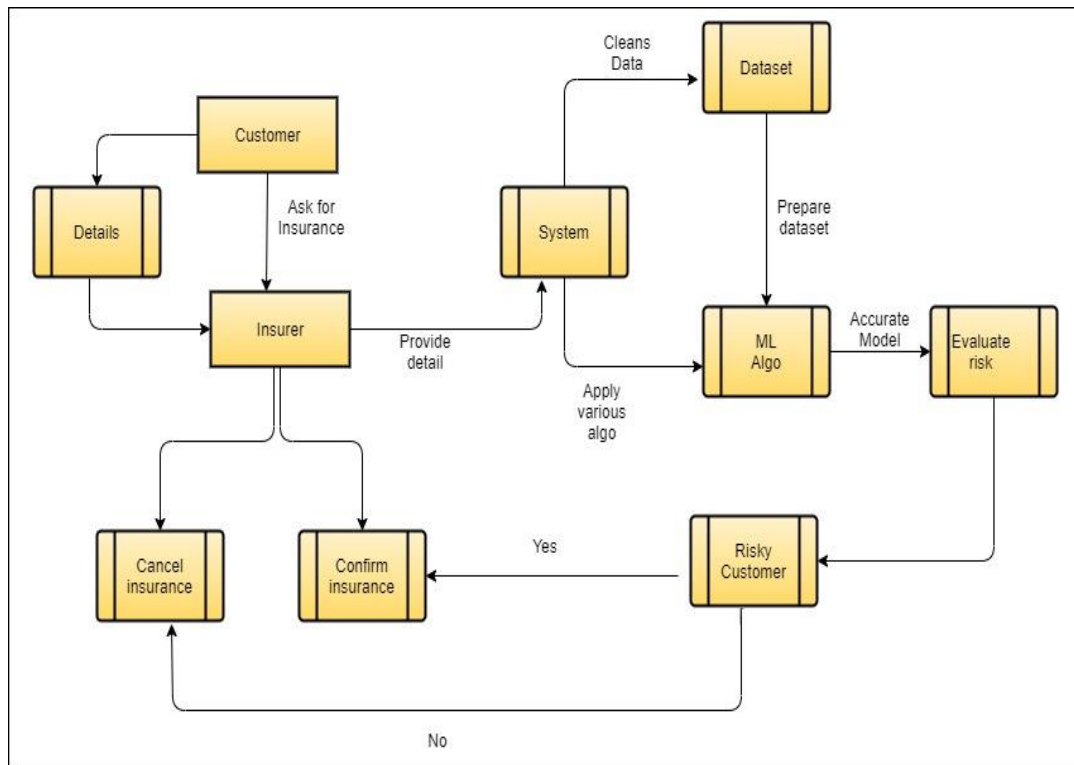 Cleans
Data
Dataset
Customer
Ask for
Insurance
Details
System
Prepare
dataset
Insurer
Provide
detail
ML
Algo
Accurate
Model
Evaluate
risk
Apply
various
algo
Cancel
insurance
Confirm
insurance
Yes
Risky
Customer
No